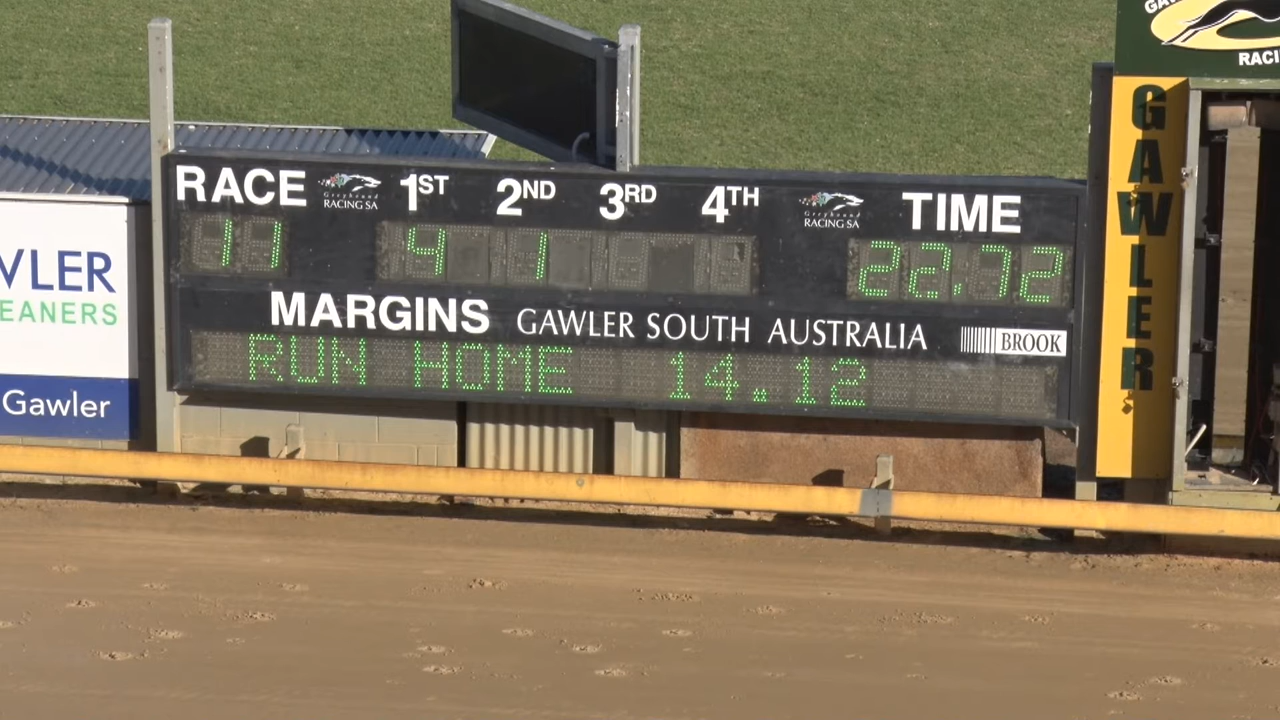 RACE
Greyhound
RACING SA
1ST 2ND 3RD 4TH
Greyhound
RACING SA
TIME
11 4 1 22.72
MARGINS GAWLER SOUTH AUSTRALIA BROOK
RUN HOME 14.12
GAWLER
RACI
GAW
VLER
EANERS
Gawler